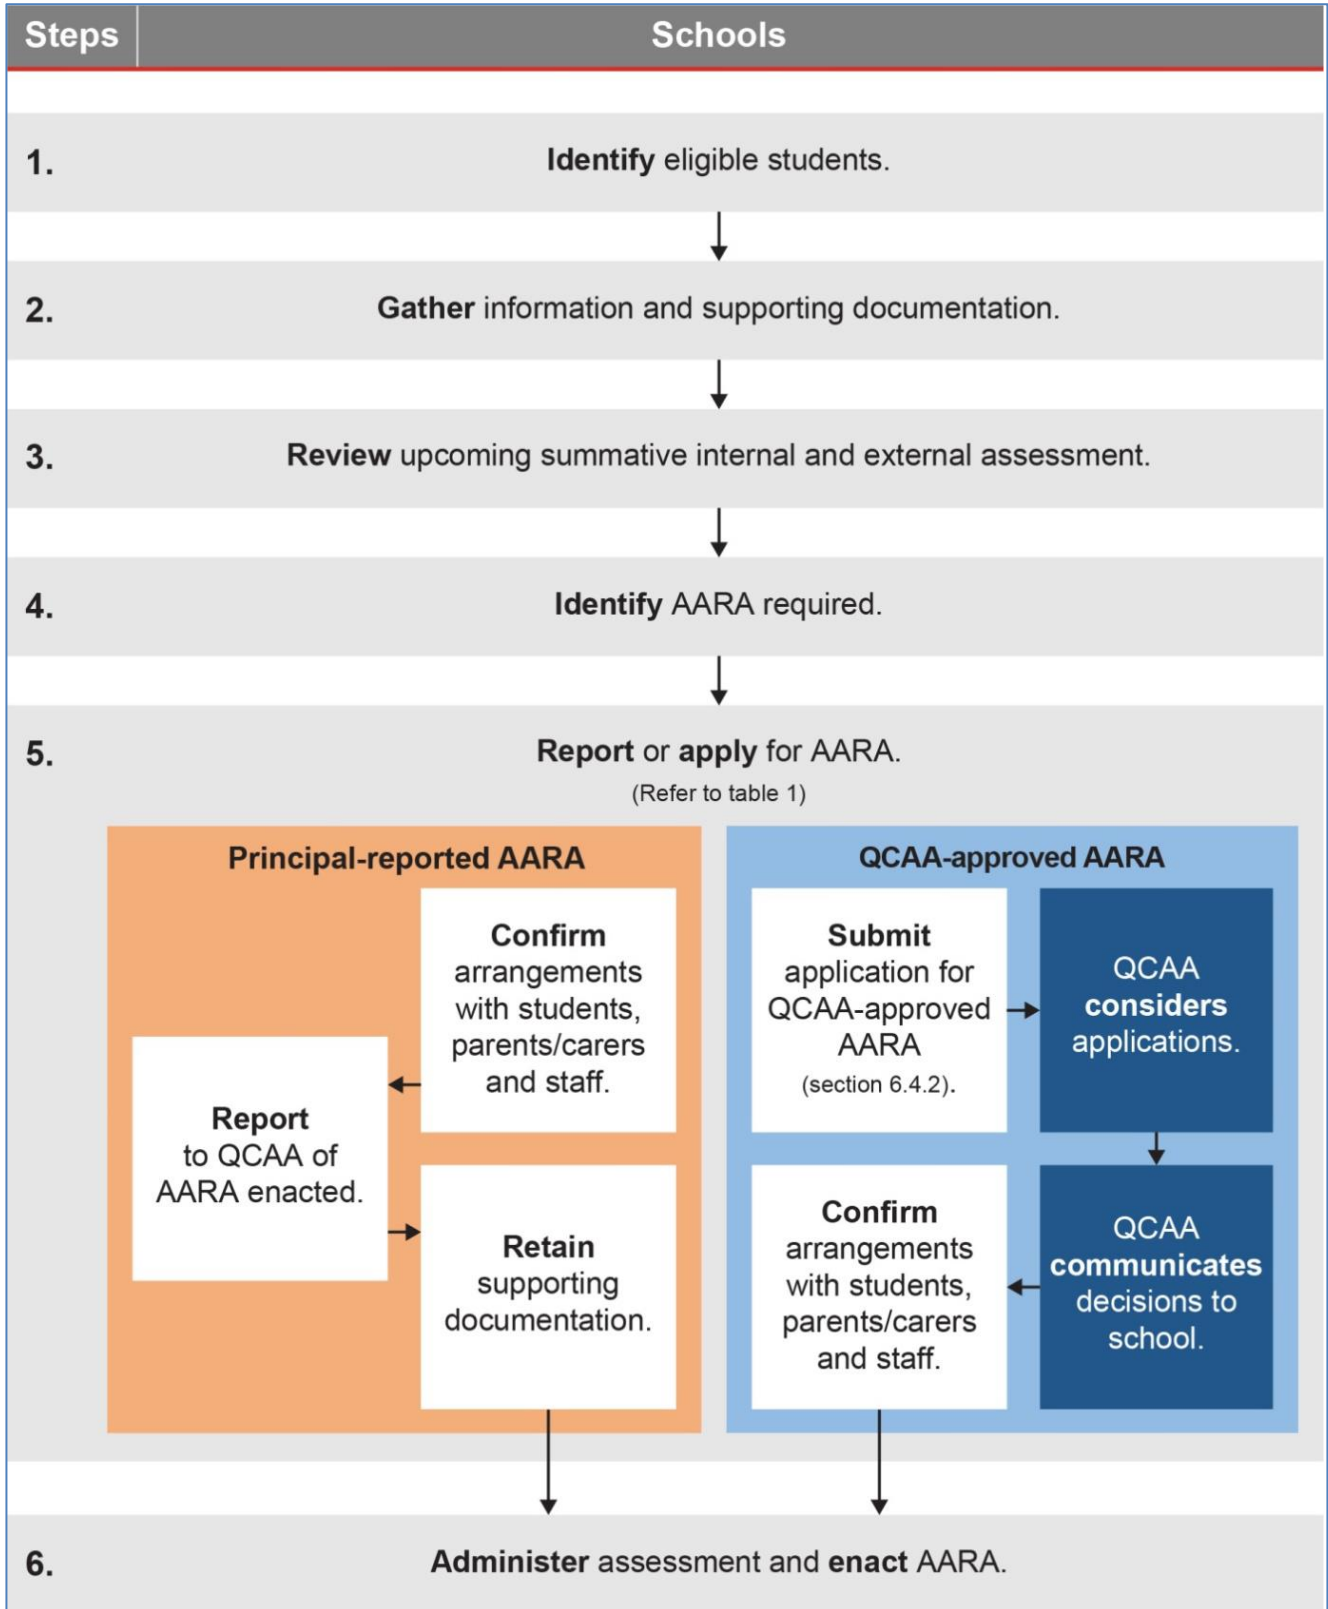 Steps
Schools
1.
Identify eligible students.
2.
Gather information and supporting documentation.
3.
Review upcoming summative internal and external assessment.
4.
Identify AARA required.
5.
Report or apply for AARA.
(Refer to table 1)
Principal-reported AARA
Confirm
arrangements
with students,
parents/carers
and staff.
Report
to QCAA of
AARA enacted.
Retain
supporting
documentation.
QCAA-approved AARA
Submit
application for
QCAA-approved
AARA
(section 6.4.2).
QCAA
considers
applications.
QCAA
communicates
decisions to
school.
Confirm
arrangements
with students,
parents/carers
and staff.
6.
Administer assessment and enact AARA.